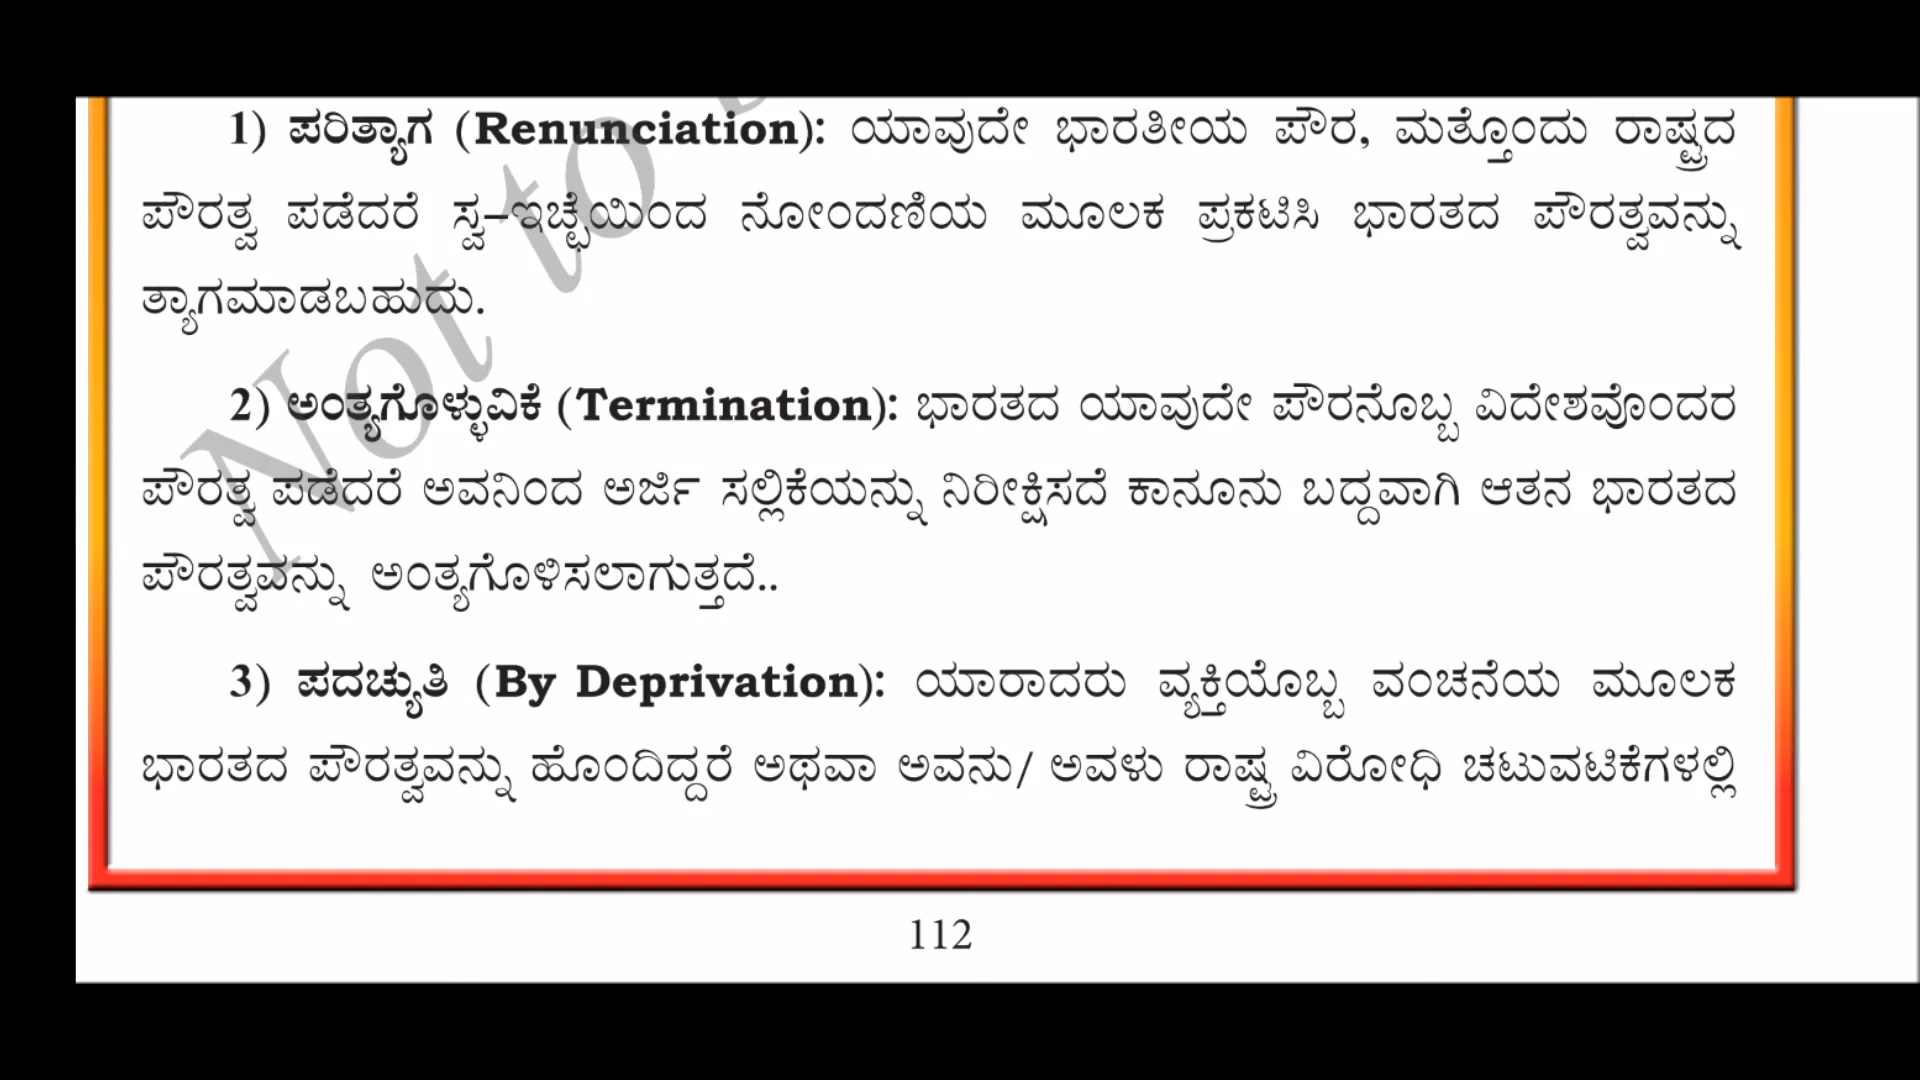 1) ಪರಿತ್ಯಾಗ (Renunciation): ಯಾವುದೇ ಭಾರತೀಯ ಪೌರ, ಮತ್ತೊಂದು ರಾಷ್ಟ್ರದ
ಪೌರತ್ವ ಪಡೆದರೆ ಸ್ವ–ಇಚ್ಛೆಯಿಂದ ನೋಂದಣಿಯ ಮೂಲಕ ಪ್ರಕಟಿಸಿ ಭಾರತದ ಪೌರತ್ವವನ್ನು
ತ್ಯಾಗಮಾಡಬಹುದು.
2) ಅಂತ್ಯಗೊಳ್ಳುವಿಕೆ (Termination): ಭಾರತದ ಯಾವುದೇ ಪೌರನೊಬ್ಬ ವಿದೇಶವೊಂದರ
ಪೌರತ್ವ ಪಡೆದರೆ ಅವನಿಂದ ಅರ್ಜಿ ಸಲ್ಲಿಕೆಯನ್ನು ನಿರೀಕ್ಷಿಸದೆ ಕಾನೂನು ಬದ್ದವಾಗಿ ಆತನ ಭಾರತದ
ಪೌರತ್ವವನ್ನು ಅಂತ್ಯಗೊಳಿಸಲಾಗುತ್ತದೆ..
3) ಪದಚ್ಯುತಿ (By Deprivation): ಯಾರಾದರು ವ್ಯಕ್ತಿಯೊಬ್ಬ ವಂಚನೆಯ ಮೂಲಕ
ಭಾರತದ ಪೌರತ್ವವನ್ನು ಹೊಂದಿದ್ದರೆ ಅಥವಾ ಅವನು/ ಅವಳು ರಾಷ್ಟ್ರ ವಿರೋಧಿ ಚಟುವಟಿಕೆಗಳಲ್ಲಿ
112
Not to